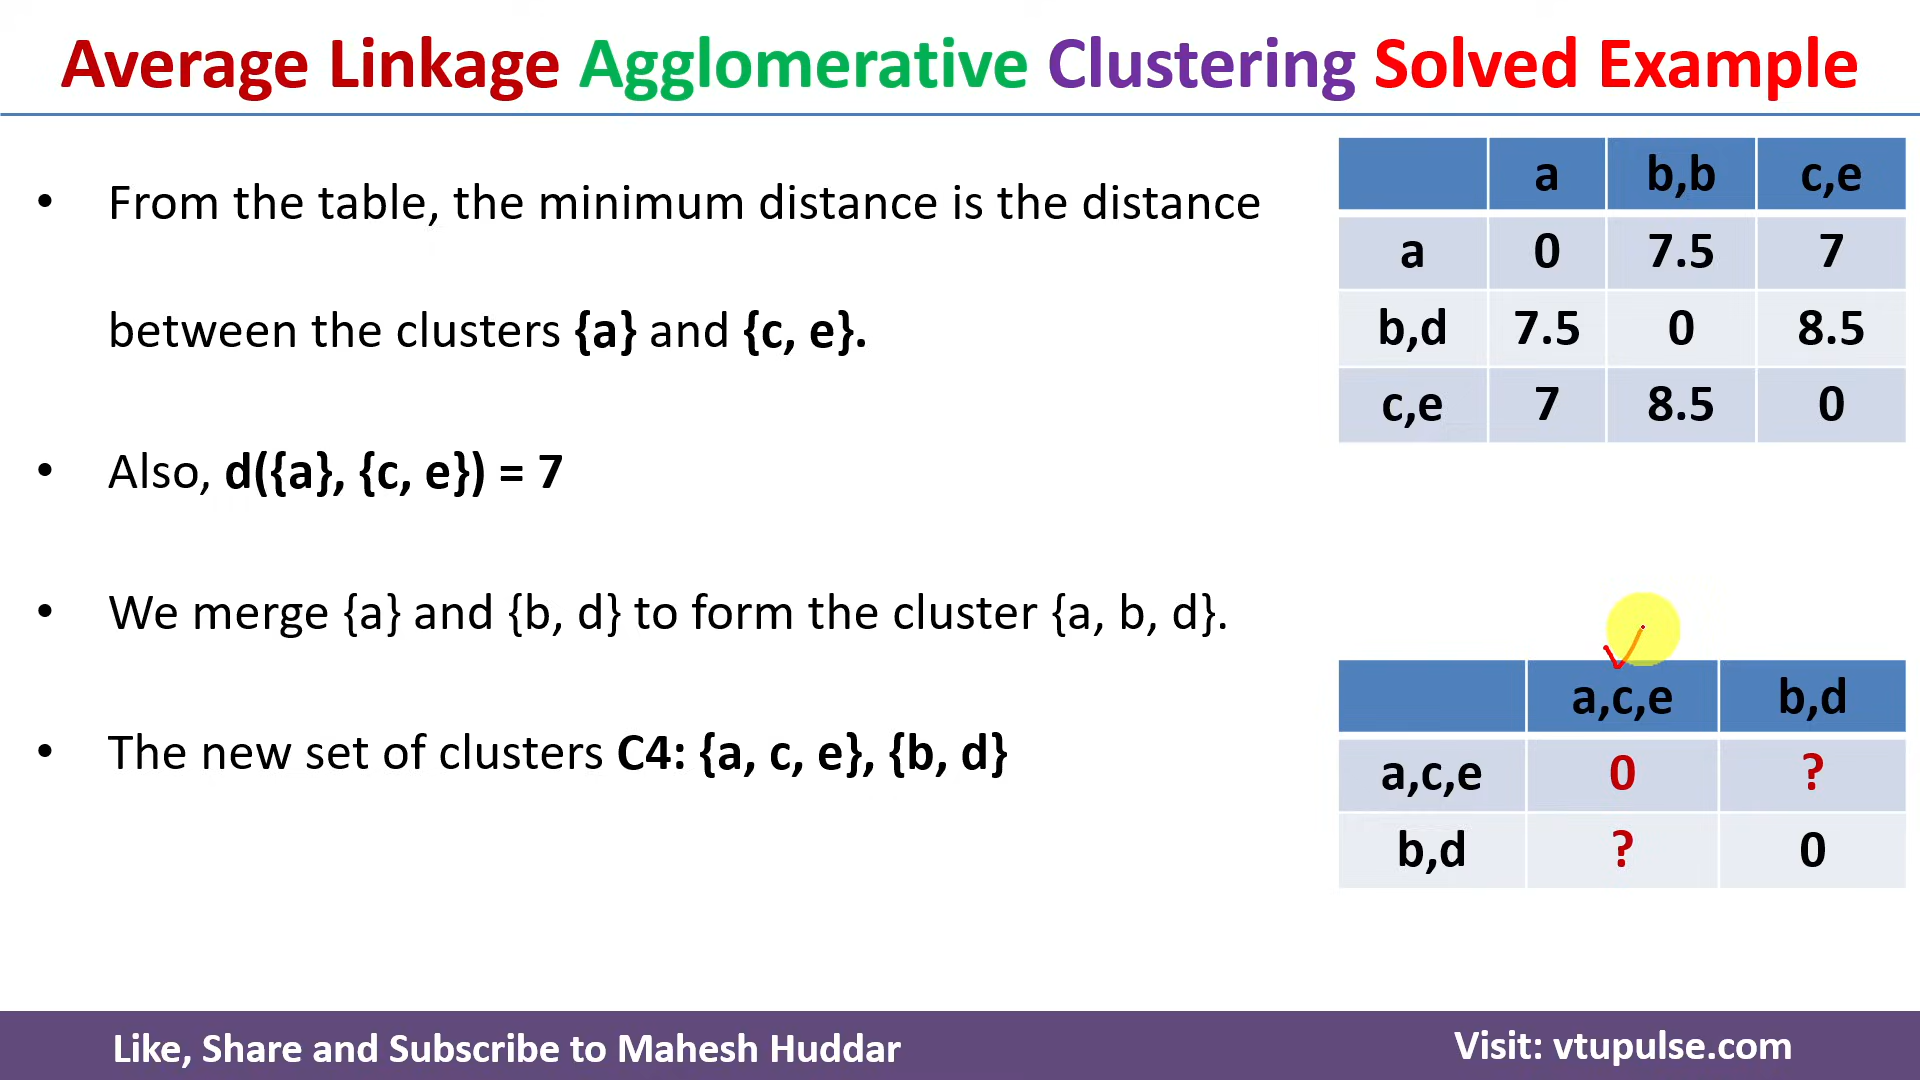 Average Linkage Agglomerative Clustering Solved Example
• From the table, the minimum distance is the distance
between the clusters {a} and {c, e}.
• Also, d({a}, {c, e}) = 7
• We merge {a} and {b, d} to form the cluster {a, b, d}.
• The new set of clusters C4: {a, c, e}, {b, d}
a b,b c,e
a 0 7.5 7
b,d 7.5 0 8.5
c,e 7 8.5 0
a,c,e b,d
a,c,e 0 ?
b,d ? 0
Like, Share and Subscribe to Mahesh Huddar
Visit: vtupulse.com